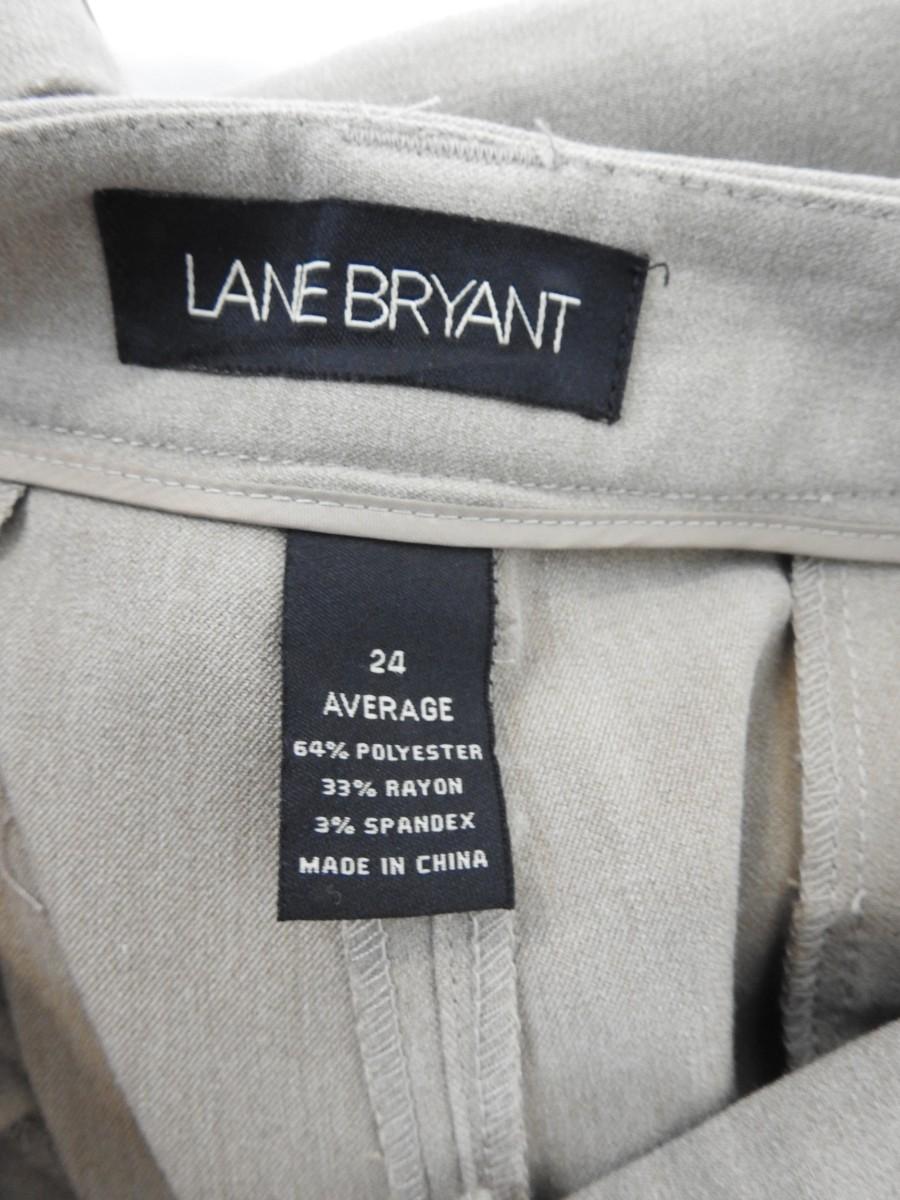 LANE BRYANT
24
AVERAGE
64% POLYESTER
33% RAYON
3% SPANDEX
MADE IN CHINA